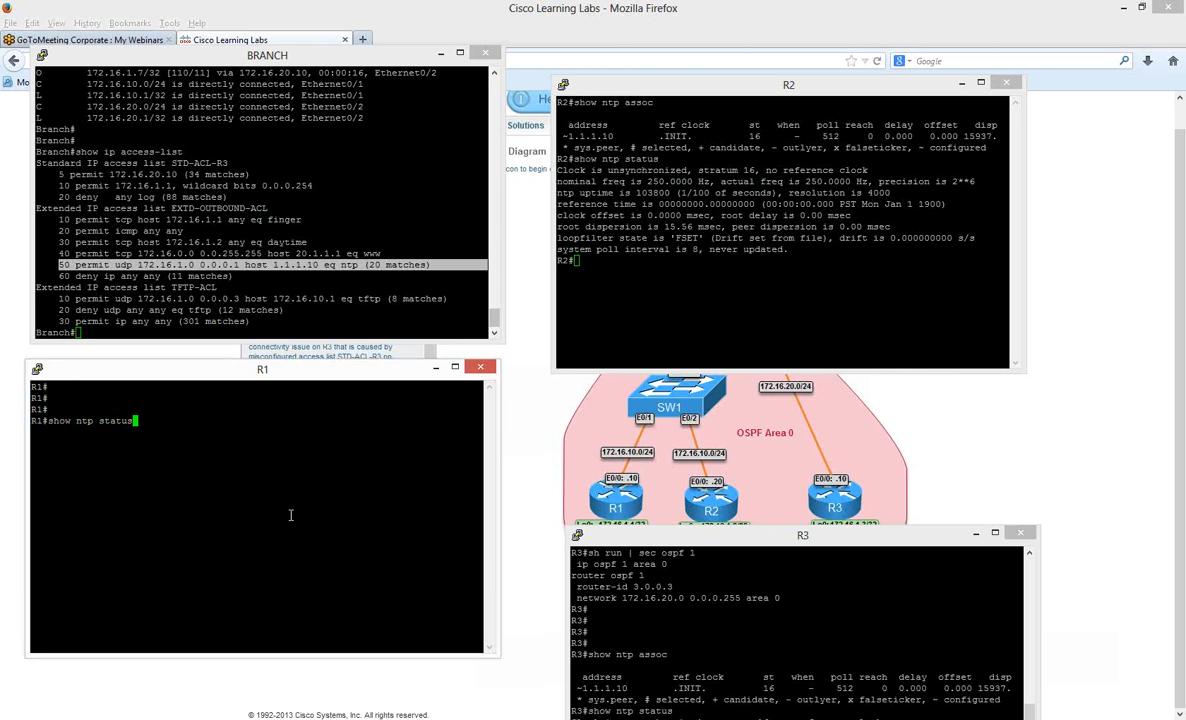 Cisco Learning Labs - Mozilla Firefox
File Edit View History Bookmarks Tools Help
GoToMeeting Corporate : My Webinars
Cisco Learning Labs
Google
BRANCH
O       172.16.1.7/32 [110/11] via 172.16.20.10, 00:00:16, Ethernet0/2
C       172.16.10.0/24 is directly connected, Ethernet0/1
L       172.16.10.1/32 is directly connected, Ethernet0/1
C       172.16.20.0/24 is directly connected, Ethernet0/2
L       172.16.20.1/32 is directly connected, Ethernet0/2
Branch#
Branch#
Branch#show ip access-list
Standard IP access list STD-ACL-R3
5 permit 172.16.20.10 (34 matches)
10 permit 172.16.1.1, wildcard bits 0.0.0.254
20 deny   any log (88 matches)
Extended IP access list EXTD-OUTBOUND-ACL
10 permit tcp host 172.16.1.1 any eq finger
20 permit icmp any any
30 permit tcp host 172.16.1.2 any eq daytime
40 permit tcp 172.16.0.0 0.0.255.255 host 20.1.1.1 eq www
50 permit udp 172.16.1.0 0.0.0.1 host 1.1.1.10 eq ntp (20 matches)
60 deny ip any any (11 matches)
Extended IP access list TFTP-ACL
10 permit udp 172.16.1.0 0.0.0.3 host 172.16.10.1 eq tftp (8 matches)
20 deny udp any any eq tftp (12 matches)
30 permit ip any any (301 matches)
Branch#
R2
R2#show ntp assoc
address         ref clock       st   when   poll reach  delay  offset   disp
~1.1.1.10       .INIT.          16      -    512     0  0.000   0.000 15937.
* sys.peer, # selected, + candidate, - outlyer, x falseticker, ~ configured
R2#show ntp status
Clock is unsynchronized, stratum 16, no reference clock
nominal freq is 250.0000 Hz, actual freq is 250.0000 Hz, precision is 2**6
ntp uptime is 103800 (1/100 of seconds), resolution is 4000
reference time is 00000000.00000000 (00:00:00.000 PST Mon Jan 1 1900)
clock offset is 0.0000 msec, root delay is 0.00 msec
root dispersion is 15.56 msec, peer dispersion is 0.00 msec
loopfilter state is 'FSET' (Drift set from file), drift is 0.000000000 s/s
system poll interval is 8, never updated.
R2#
Solutions
Diagram
con to begin
connectivity issue on R3 that is caused by
misconfigured access list STD-ACL-R3 on
R1
R1#
R1#
R1#
R1#show ntp status
172.16.20.0/24
SW1
E0/1
E0/2
OSPF Area 0
172.16.10.0/24
172.16.10.0/24
E0/0: .10
E0/0: .20
E0/0: .10
R1
R2
R3
R3
R3#sh run | sec ospf 1
ip ospf 1 area 0
router ospf 1
router-id 3.0.0.3
network 172.16.20.0 0.0.0.255 area 0
R3#
R3#
R3#
R3#
R3#show ntp assoc
address         ref clock       st   when   poll reach  delay  offset   disp
~1.1.1.10       .INIT.          16      -    512     0  0.000   0.000 15937.
* sys.peer, # selected, + candidate, - outlyer, x falseticker, ~ configured
R3#show ntp status
© 1992-2013 Cisco Systems, Inc. All rights reserved.